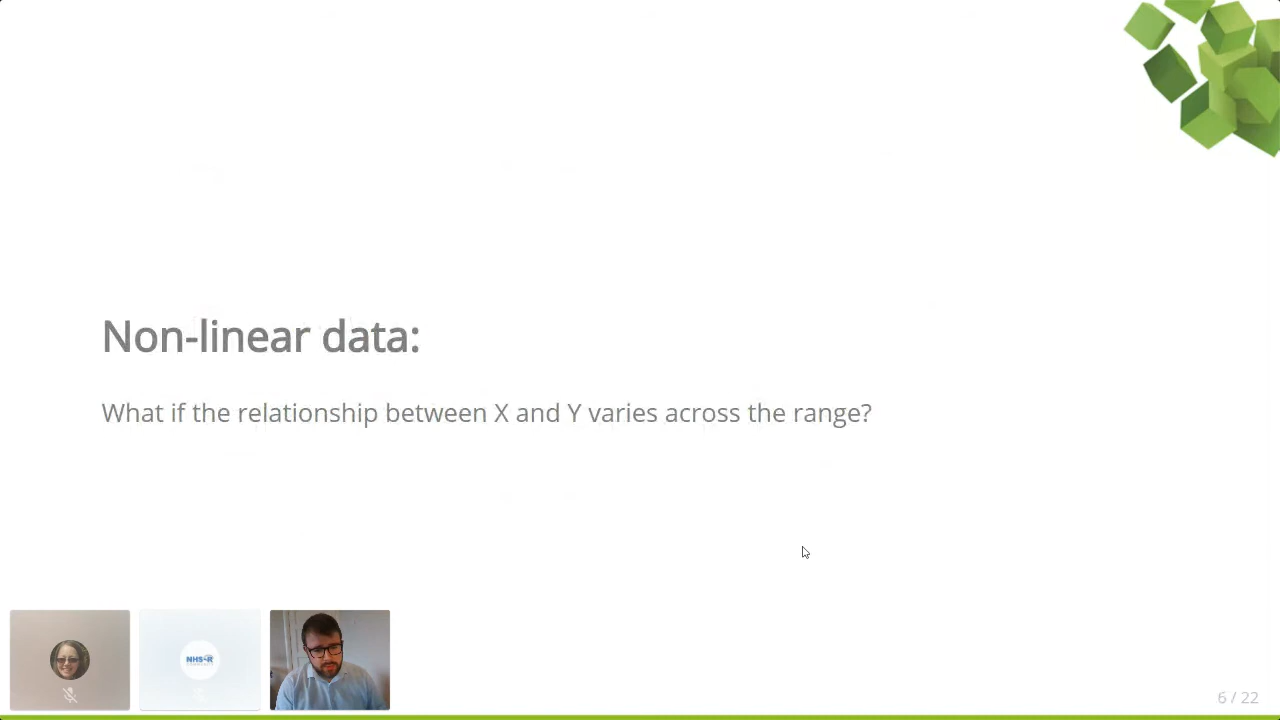 Non-linear data:
What if the relationship between X and Y varies across the range?
NHS-R
6 / 22